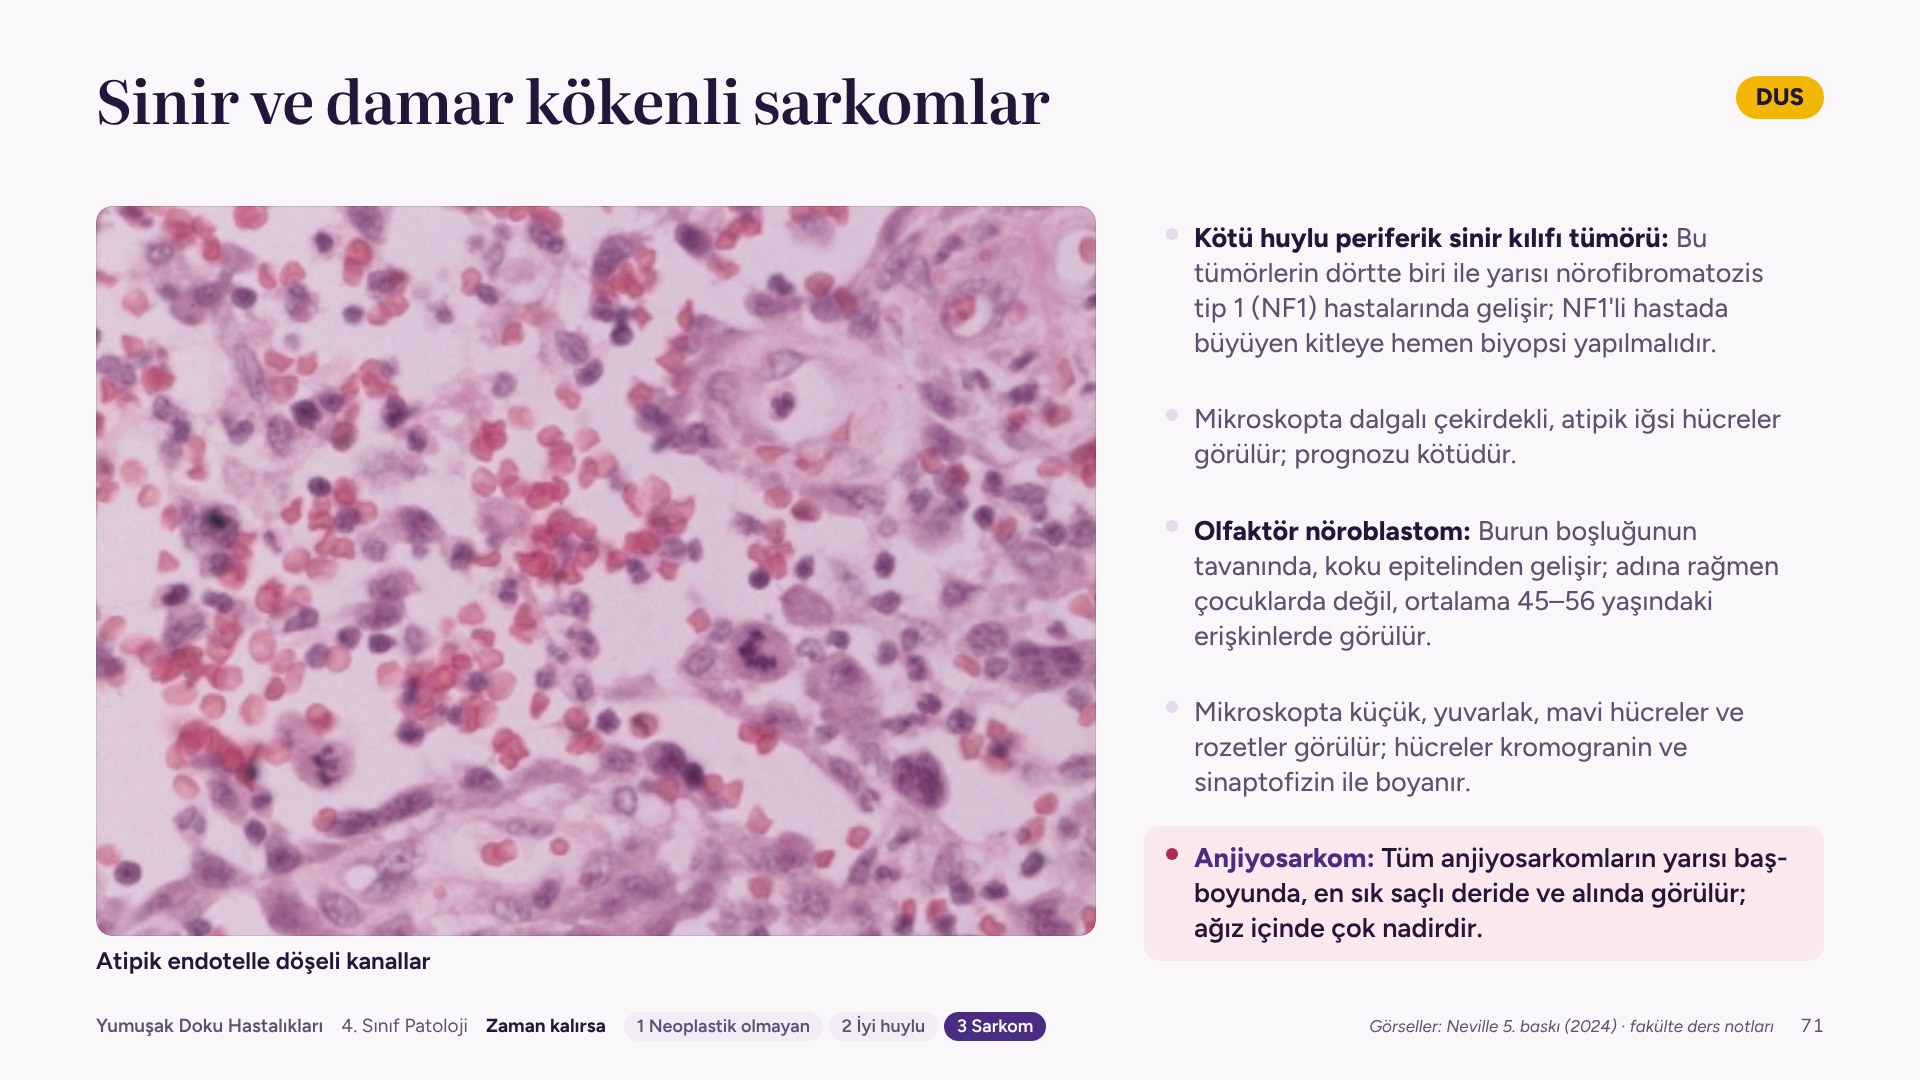 Sinir ve damar kökenli sarkomlar
DUS
Kötü huylu periferik sinir kılıfı tümörü: Bu
tümörlerin dörtte biri ile yarısı nörofibromatozis
tip 1 (NF1) hastalarında gelişir; NF1'li hastada
büyüyen kitleye hemen biyopsi yapılmalıdır.
Mikroskopta dalgalı çekirdekli, atipik iğsi hücreler
görülür; prognozu kötüdür.
Olfaktör nöroblastom: Burun boşluğunun
tavanında, koku epitelinden gelişir; adına rağmen
çocuklarda değil, ortalama 45–56 yaşındaki
erişkinlerde görülür.
Mikroskopta küçük, yuvarlak, mavi hücreler ve
rozetler görülür; hücreler kromogranin ve
sinaptofizin ile boyanır.
Anjiyosarkom: Tüm anjiyosarkomların yarısı baş-
boyunda, en sık saçlı deride ve alında görülür;
ağız içinde çok nadirdir.
Atipik endotelle döşeli kanallar
Yumuşak Doku Hastalıkları 4. Sınıf Patoloji Zaman kalırsa 1 Neoplastik olmayan 2 İyi huylu 3 Sarkom
Görseller: Neville 5. baskı (2024) · fakülte ders notları 71